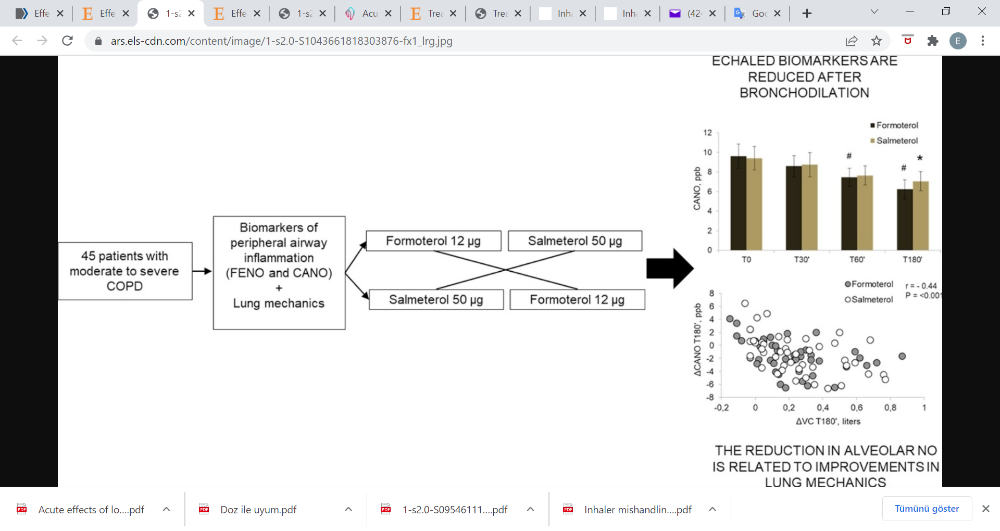 Effe
Effe
1-s2
Effe
1-s2
Acu
Trea
Trea
Inha
Inha
(424
Goo
ars.els-cdn.com/content/image/1-s2.0-S1043661818303876-fx1_lrg.jpg
E
ECHALED BIOMARKERS ARE
REDUCED AFTER
BRONCHODILATION
45 patients with
moderate to severe
COPD
Biomarkers of
peripheral airway
inflammation
(FENO and CANO)
+
Lung mechanics
Formoterol 12 µg
Salmeterol 50 µg
Salmeterol 50 µg
Formoterol 12 µg
Formoterol
Salmeterol
CANO, ppb
12
10
8
6
4
2
0
#
#
*
T0
T30'
T60'
T180'
Formoterol
Salmeterol
r = - 0.44
P = <0.001
ΔCANO T180', ppb
8
6
4
2
0
-2
-4
-6
-8
-0,2
0
0,2
0,4
0,6
0,8
1
ΔVC T180', liters
THE REDUCTION IN ALVEOLAR NO
IS RELATED TO IMPROVEMENTS IN
LUNG MECHANICS
PDF
Acute effects of lo....pdf
PDF
Doz ile uyum.pdf
PDF
1-s2.0-S09546111....pdf
PDF
Inhaler mishandlin....pdf
Tümünü göster